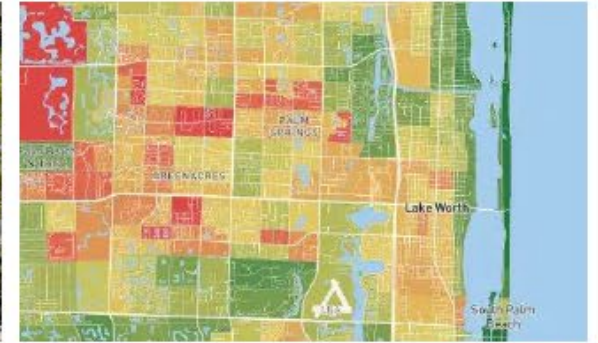 PALM
SPRINGS
GREENACRES
Lake Worth
South Palm
Beach